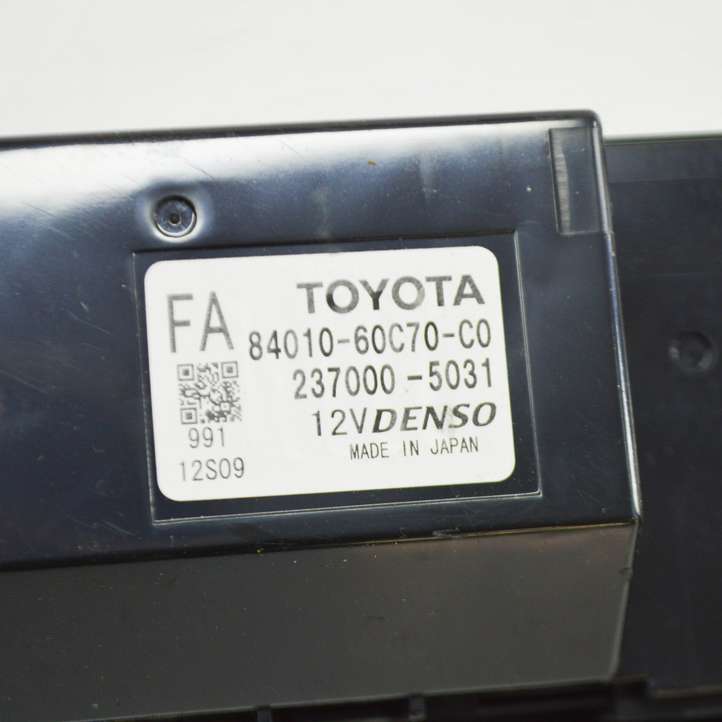 FA TOYOTA
84010-60C70-C0
237000-5031
12V DENSO
991
MADE IN JAPAN
12S09